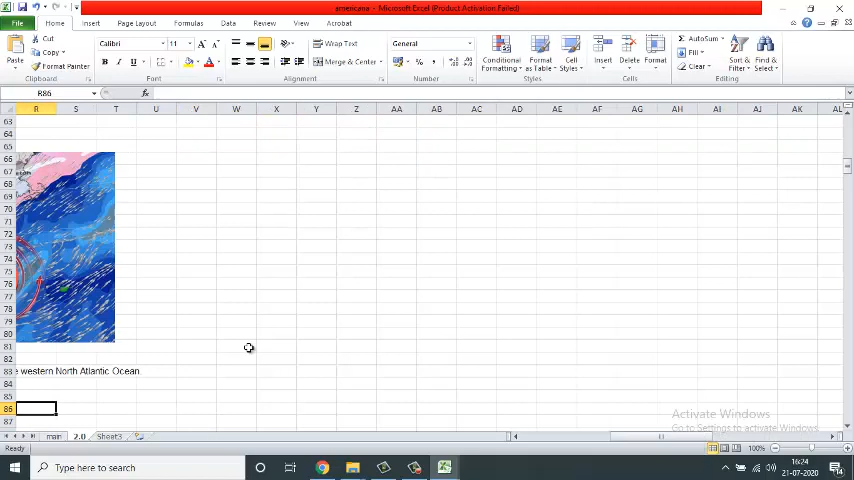 americana - Microsoft Excel (Product Activation Failed)
File Home Insert Page Layout Formulas Data Review View Acrobat
Cut
Copy
Format Painter
Paste
Clipboard
Calibri 11
B I U
Font
Wrap Text
Merge & Center
Alignment
General
% ,
Number
Conditional Formatting
Format as Table
Cell Styles
Styles
Insert Delete Format
Cells
AutoSum
Fill
Clear
Sort & Filter
Find & Select
Editing
R86 fx
R S T U V W X Y Z AA AB AC AD AE AF AG AH AI AJ AK AL
63
64
65
66
67
68
69
70
71
72
73
74
75
76
77
78
79
80
81
82
83 e western North Atlantic Ocean.
84
85
86
87
Activate Windows
Go to Settings to activate Windows.
main 2.0 Sheet3
Ready 100%
Type here to search
16:24
21-07-2020
14